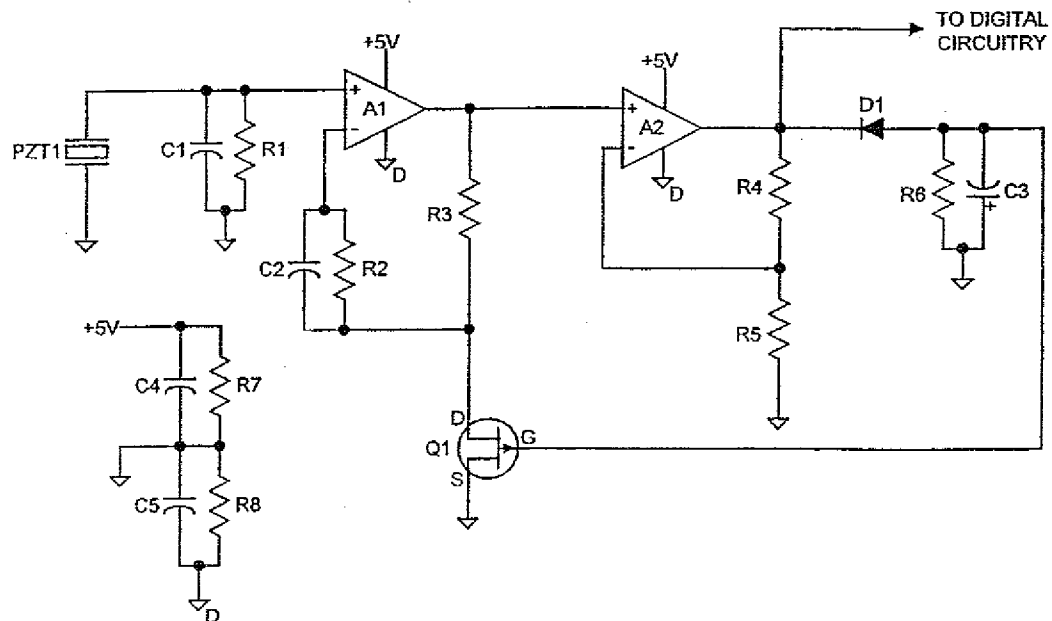 TO DIGITAL
CIRCUITRY
+5V
+5V
+
A1
-
D
+
A2
-
D
D1
PZT1
C1
R1
R3
R4
R6
C3
+
C2
R2
R5
+5V
C4
R7
D
Q1
G
S
C5
R8
D